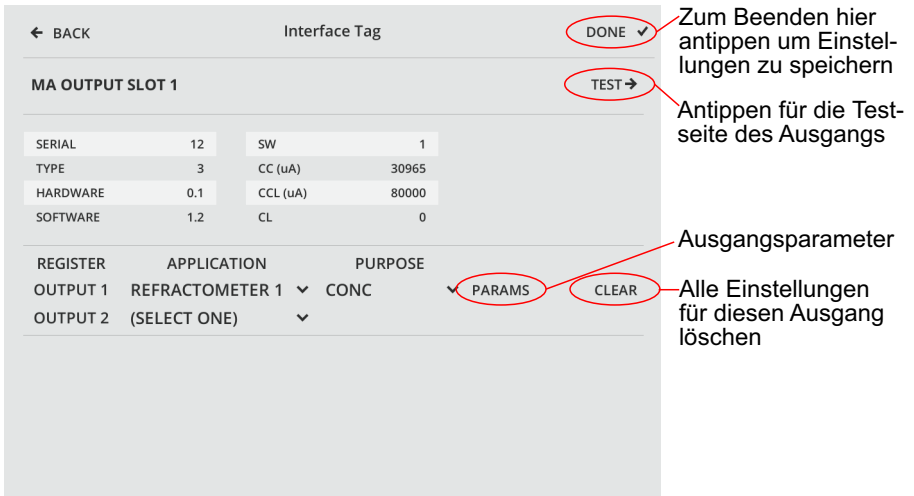 BACK
Interface Tag
DONE
Zum Beenden hier
antippen um Einstel-
lungen zu speichern
MA OUTPUT SLOT 1
TEST
Antippen für die Test-
seite des Ausgangs
SERIAL 12 SW 1
TYPE 3 CC (uA) 30965
HARDWARE 0.1 CCL (uA) 80000
SOFTWARE 1.2 CL 0
Ausgangsparameter
REGISTER APPLICATION PURPOSE
OUTPUT 1 REFRACTOMETER 1 CONC PARAMS CLEAR
OUTPUT 2 (SELECT ONE)
Alle Einstellungen
für diesen Ausgang
löschen